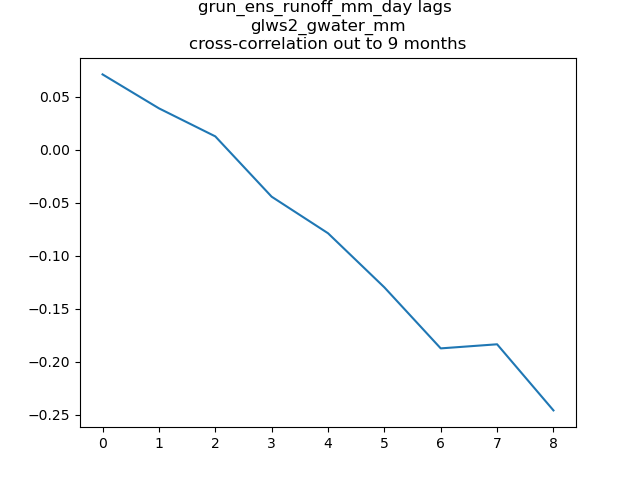 grun_ens_runoff_mm_day lags
glws2_gwater_mm
cross-correlation out to 9 months
0.05
0.00
−0.05
−0.10
−0.15
−0.20
−0.25
0 1 2 3 4 5 6 7 8